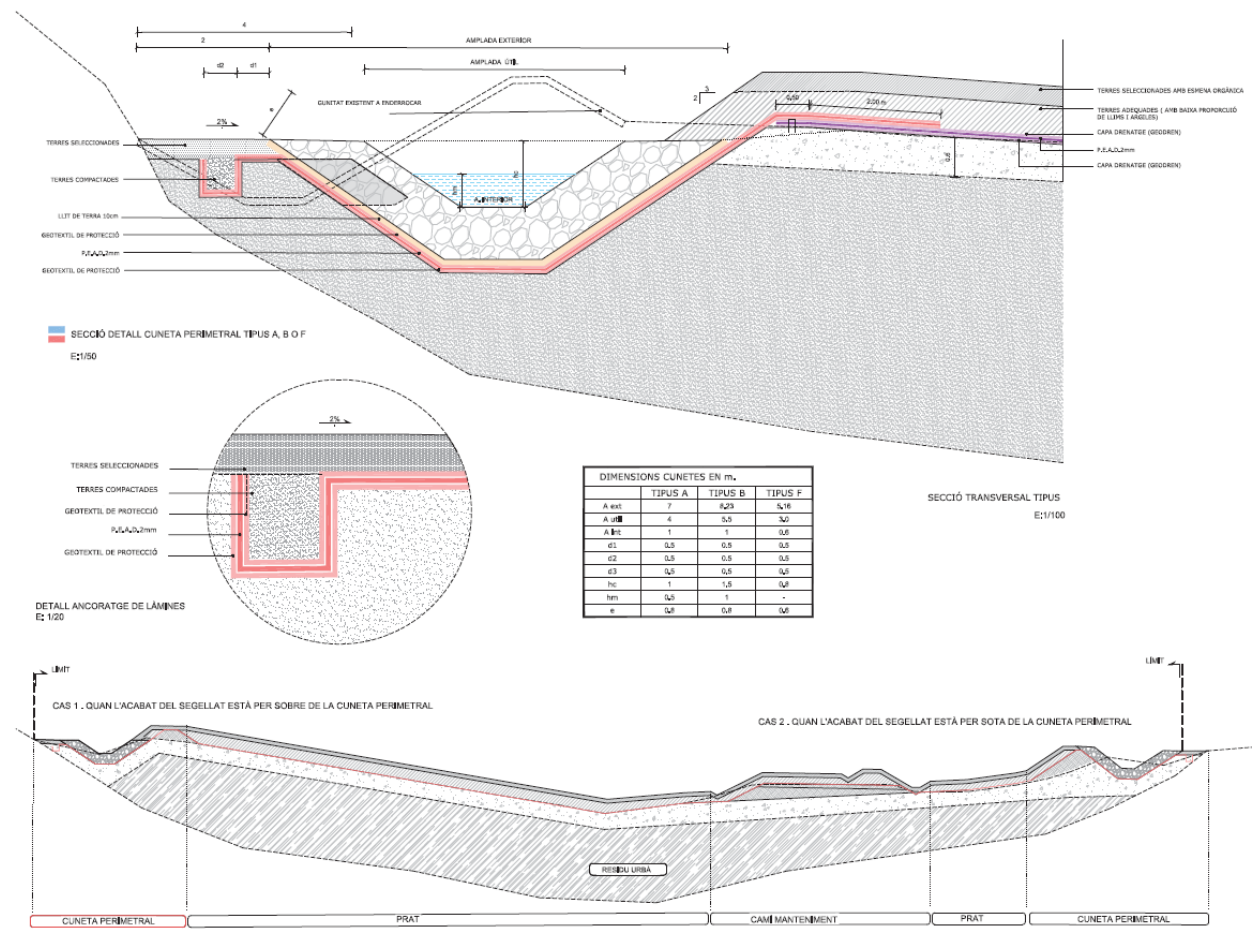 4
2
AMPLADA EXTERIOR
d2
d1
AMPLADA ÚTIL
e
GUNITAT EXISTENT A ENDERROCAR
2%
3
2
0,50
2,00 m
TERRES SELECCIONADES AMB ESMENA ORGÀNICA
TERRES ADEQUADES ( AMB BAIXA PROPORCIÓ
DE LLIMS I ARGILES)
CAPA DRENATGE (GEODREN)
P.E.A.D.2mm
CAPA DRENATGE (GEODREN)
TERRES SELECCIONADES
TERRES COMPACTADES
hm
hc
A.INTERIOR
LLIT DE TERRA 10cm
GEOTEXTIL DE PROTECCIÓ
P.E.A.D.2mm
GEOTEXTIL DE PROTECCIÓ
SECCIÓ DETALL CUNETA PERIMETRAL TIPUS A, B O F
E:1/50
2%
TERRES SELECCIONADES
TERRES COMPACTADES
GEOTEXTIL DE PROTECCIÓ
P.E.A.D.2mm
GEOTEXTIL DE PROTECCIÓ
DETALL ANCORATGE DE LÀMINES
E: 1/20
DIMENSIONS CUNETES EN m.
TIPUS A TIPUS B TIPUS F
A ext 7 8,23 5,16
A util 4 5,5 3,0
A int 1 1 0,6
d1 0,5 0,5 0,5
d2 0,5 0,5 0,5
d3 0,5 0,5 0,5
hc 1 1,5 0,8
hm 0,5 1 -
e 0,8 0,8 0,6
SECCIÓ TRANSVERSAL TIPUS
E:1/100
LÍMIT
LÍMIT
CAS 1 . QUAN L'ACABAT DEL SEGELLAT ESTÀ PER SOBRE DE LA CUNETA PERIMETRAL
CAS 2 . QUAN L'ACABAT DEL SEGELLAT ESTÀ PER SOTA DE LA CUNETA PERIMETRAL
RESIDU URBÀ
CUNETA PERIMETRAL
PRAT
CAMÍ MANTENIMENT
PRAT
CUNETA PERIMETRAL